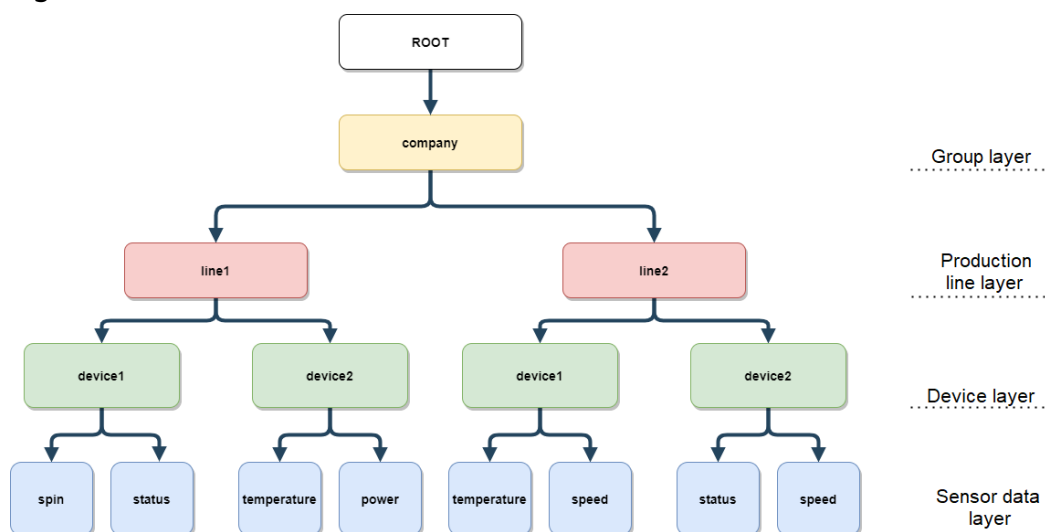 ROOT
company
Group layer
line1
line2
Production
line layer
device1
device2
device1
device2
Device layer
spin
status
temperature
power
temperature
speed
status
speed
Sensor data
layer